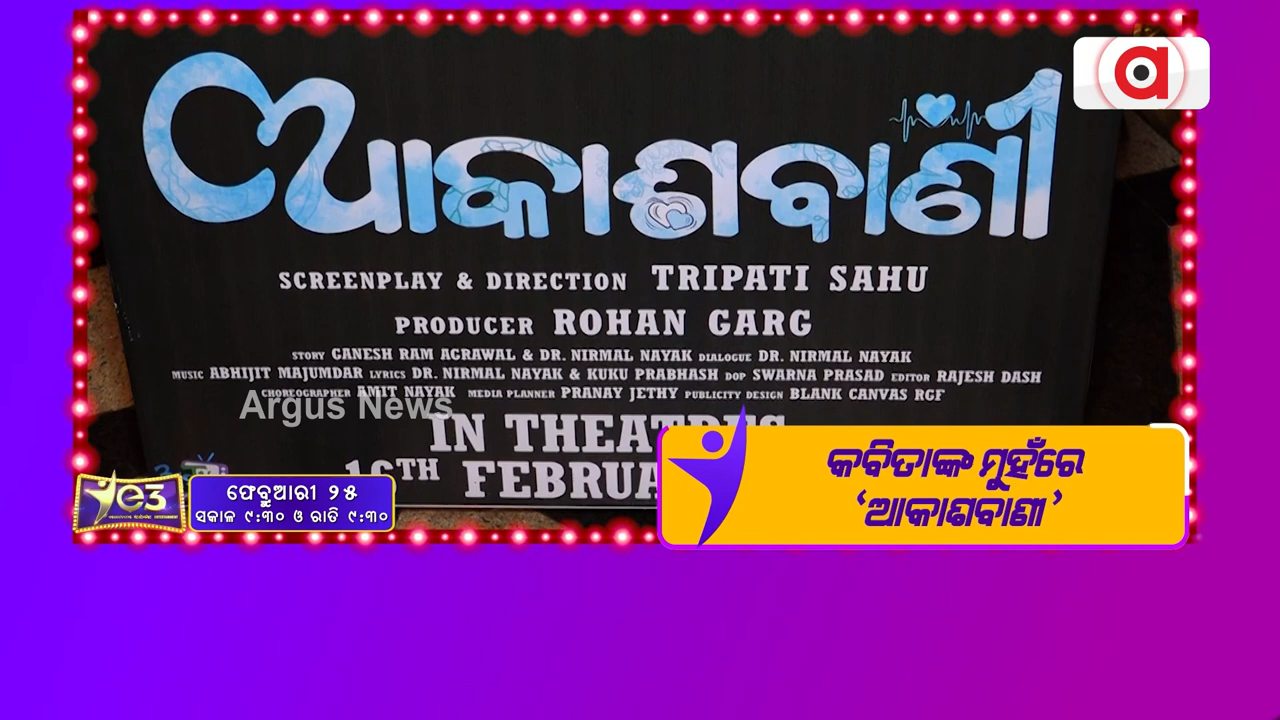 a
ଆକାଶବାଣୀ
SCREENPLAY & DIRECTION TRIPATI SAHU
PRODUCER ROHAN GARG
STORY GANESH RAM AGRAWAL & DR. NIRMAL NAYAK DIALOGUE DR. NIRMAL NAYAK
MUSIC ABHIJIT MAJUMDAR LYRICS DR. NIRMAL NAYAK & KUKU PRABHASH DOP SWARNA PRASAD EDITOR RAJESH DASH
CHOREOGRAPHER AMIT NAYAK MEDIA PLANNER PRANAY JETHY PUBLICITY DESIGN BLANK CANVAS RGF
Argus News
IN THEATRES
16TH FEBRUA
କବିତାଙ୍କ ମୁହଁରେ
‘ଆକାଶବାଣୀ’
e3
ଫେବୃଆରୀ ୨୫
ସକାଳ ୯:୩୦ ଓ ରାତି ୯:୩୦